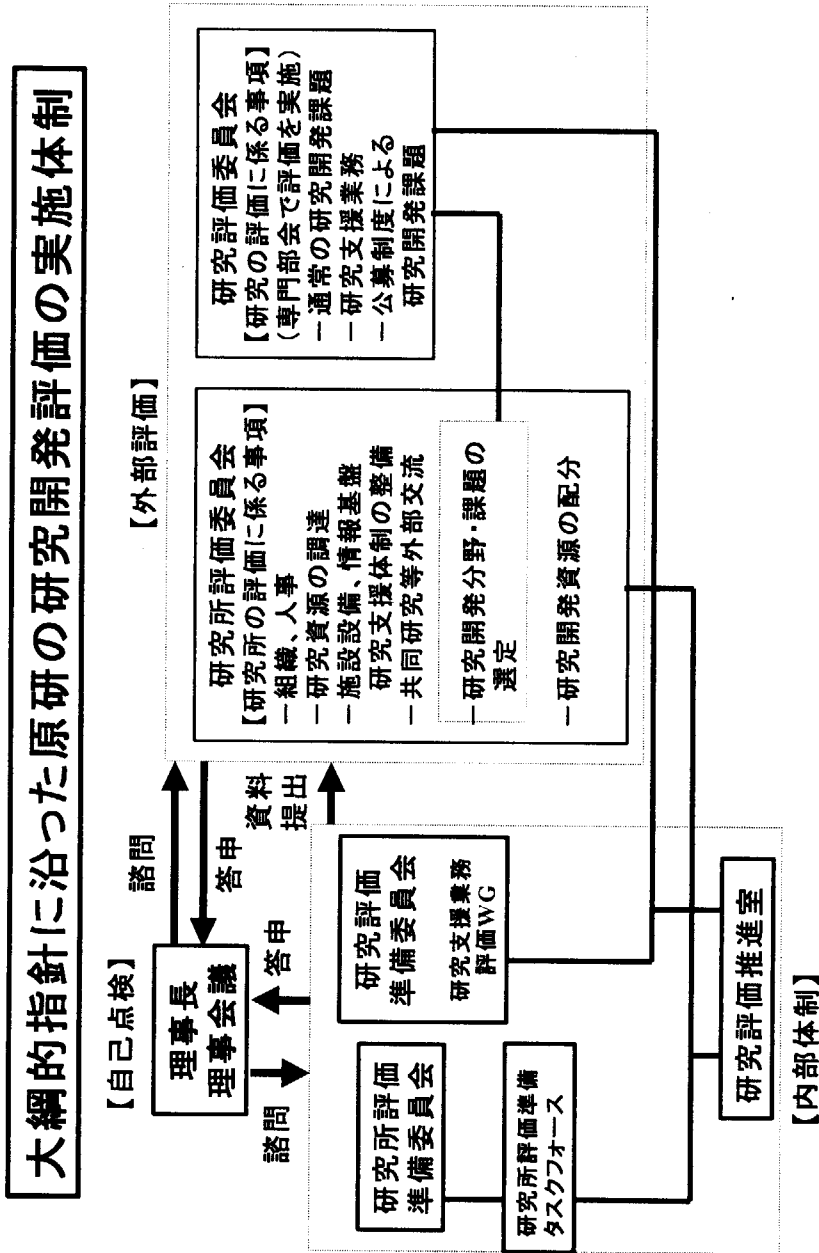 大綱的指針に沿った原研の研究開発評価の実施体制
【自己点検】
理事長
理事会議
諮問
答申
諮問
答申
資料
提出
【外部評価】
研究所評価委員会
【研究所の評価に係る事項】
ー組織、人事
ー研究資源の調達
ー施設設備、情報基盤
研究支援体制の整備
ー共同研究等外部交流
ー研究開発分野・課題の
選定
ー研究開発資源の配分
研究評価委員会
【研究の評価に係る事項】
(専門部会で評価を実施)
ー通常の研究開発課題
ー研究支援業務
ー公募制度による
研究開発課題
研究所評価
準備委員会
研究所評価準備
タスクフォース
研究評価
準備委員会
研究支援業務
評価WG
研究評価推進室
【内部体制】